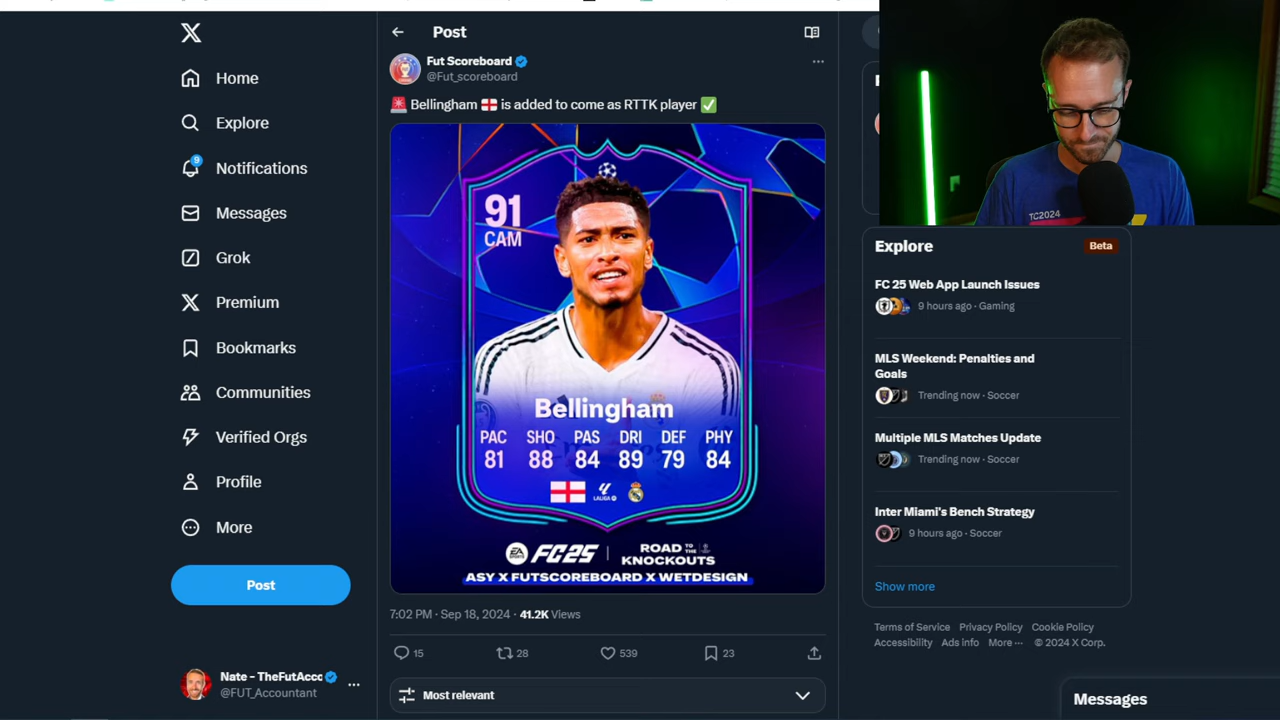 Home
Explore
9
Notifications
Messages
Grok
Premium
Bookmarks
Communities
Verified Orgs
Profile
More
Post
Nate - TheFutAcco
@FUT_Accountant
Post
Fut Scoreboard
@Fut_scoreboard
🚨 Bellingham 🏴󠁧󠁢󠁥󠁮󠁧󠁿 is added to come as RTTK player ✅
91
CAM
Bellingham
PAC SHO PAS DRI DEF PHY
81 88 84 89 79 84
LALIGA
EA SPORTS FC25 | ROAD TO THE KNOCKOUTS
ASY X FUTSCOREBOARD X WETDESIGN
7:02 PM · Sep 18, 2024 · 41.2K Views
15 28 539 23
Most relevant
TC2024
Explore Beta
FC 25 Web App Launch Issues
9 hours ago · Gaming
MLS Weekend: Penalties and
Goals
Trending now · Soccer
Multiple MLS Matches Update
Trending now · Soccer
Inter Miami's Bench Strategy
9 hours ago · Soccer
Show more
Terms of Service Privacy Policy Cookie Policy
Accessibility Ads info More ··· © 2024 X Corp.
Messages